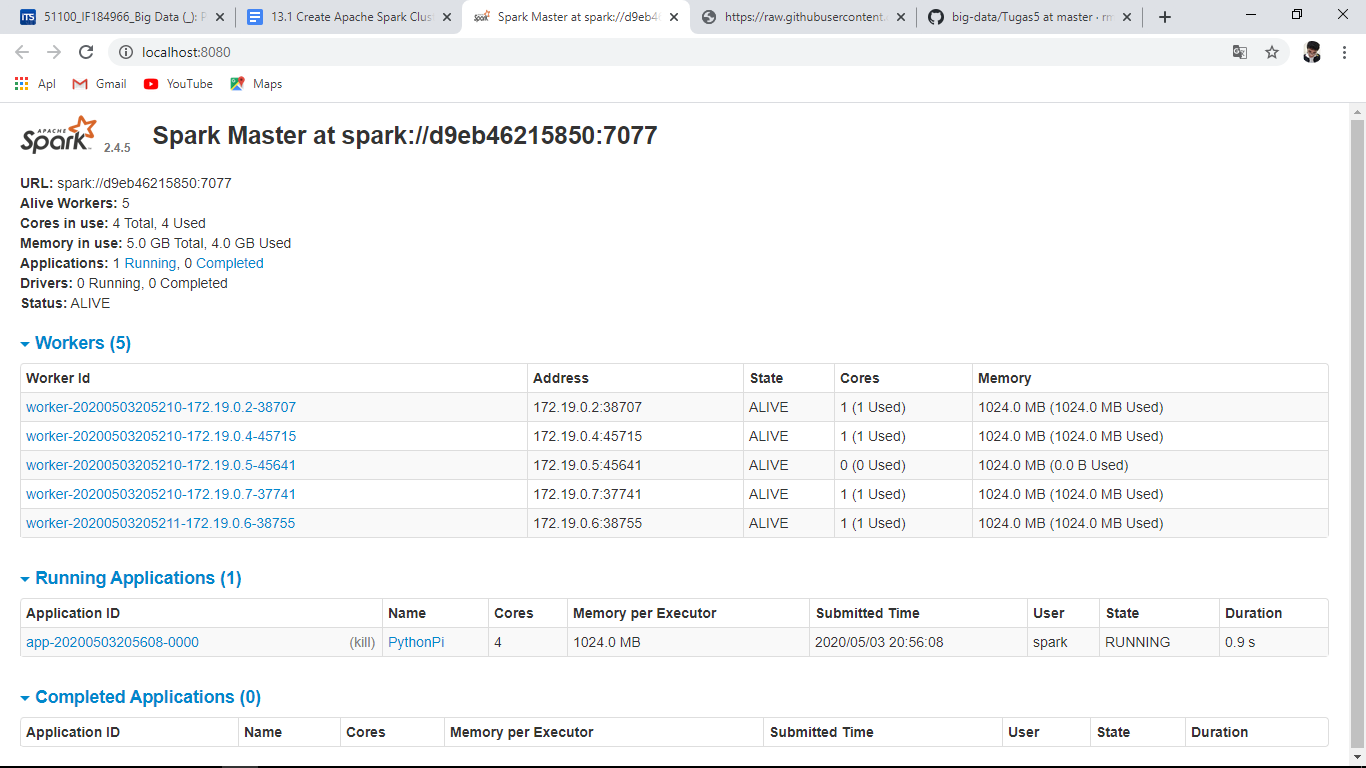 51100_IF184966_Big Data (_): P
13.1 Create Apache Spark Clus
Spark Master at spark://d9eb46
https://raw.githubusercontent.
big-data/Tugas5 at master · rm
localhost:8080
Apl Gmail YouTube Maps
APACHE Spark 2.4.5 Spark Master at spark://d9eb46215850:7077
URL: spark://d9eb46215850:7077
Alive Workers: 5
Cores in use: 4 Total, 4 Used
Memory in use: 5.0 GB Total, 4.0 GB Used
Applications: 1 Running, 0 Completed
Drivers: 0 Running, 0 Completed
Status: ALIVE
Workers (5)
Worker Id Address State Cores Memory
worker-20200503205210-172.19.0.2-38707 172.19.0.2:38707 ALIVE 1 (1 Used) 1024.0 MB (1024.0 MB Used)
worker-20200503205210-172.19.0.4-45715 172.19.0.4:45715 ALIVE 1 (1 Used) 1024.0 MB (1024.0 MB Used)
worker-20200503205210-172.19.0.5-45641 172.19.0.5:45641 ALIVE 0 (0 Used) 1024.0 MB (0.0 B Used)
worker-20200503205210-172.19.0.7-37741 172.19.0.7:37741 ALIVE 1 (1 Used) 1024.0 MB (1024.0 MB Used)
worker-20200503205211-172.19.0.6-38755 172.19.0.6:38755 ALIVE 1 (1 Used) 1024.0 MB (1024.0 MB Used)
Running Applications (1)
Application ID Name Cores Memory per Executor Submitted Time User State Duration
app-20200503205608-0000 (kill) PythonPi 4 1024.0 MB 2020/05/03 20:56:08 spark RUNNING 0.9 s
Completed Applications (0)
Application ID Name Cores Memory per Executor Submitted Time User State Duration